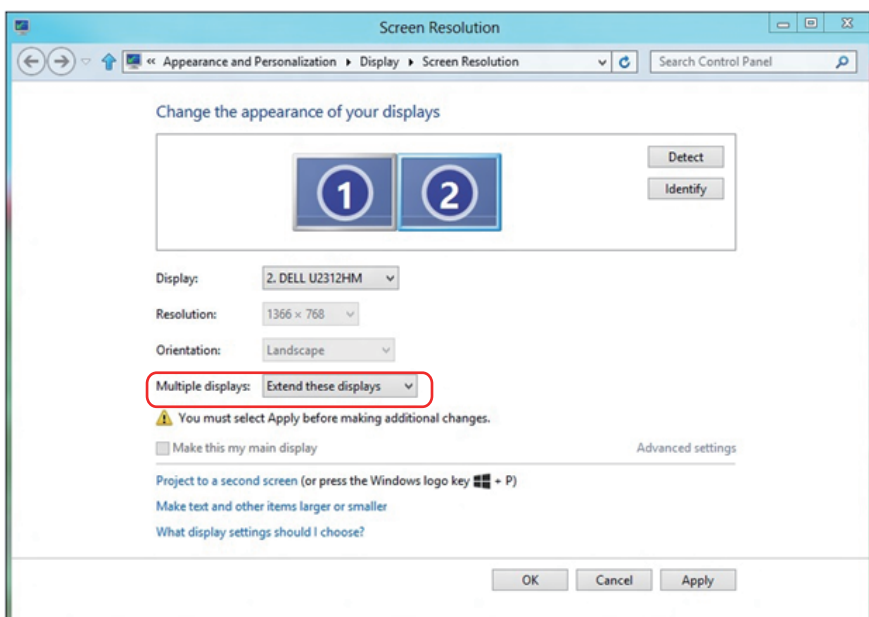 Screen Resolution
« Appearance and Personalization ▸ Display ▸ Screen Resolution
Search Control Panel
Change the appearance of your displays
1 2
Detect
Identify
Display: 2. DELL U2312HM
Resolution: 1366 × 768
Orientation: Landscape
Multiple displays: Extend these displays
You must select Apply before making additional changes.
Make this my main display
Advanced settings
Project to a second screen (or press the Windows logo key + P)
Make text and other items larger or smaller
What display settings should I choose?
OK Cancel Apply